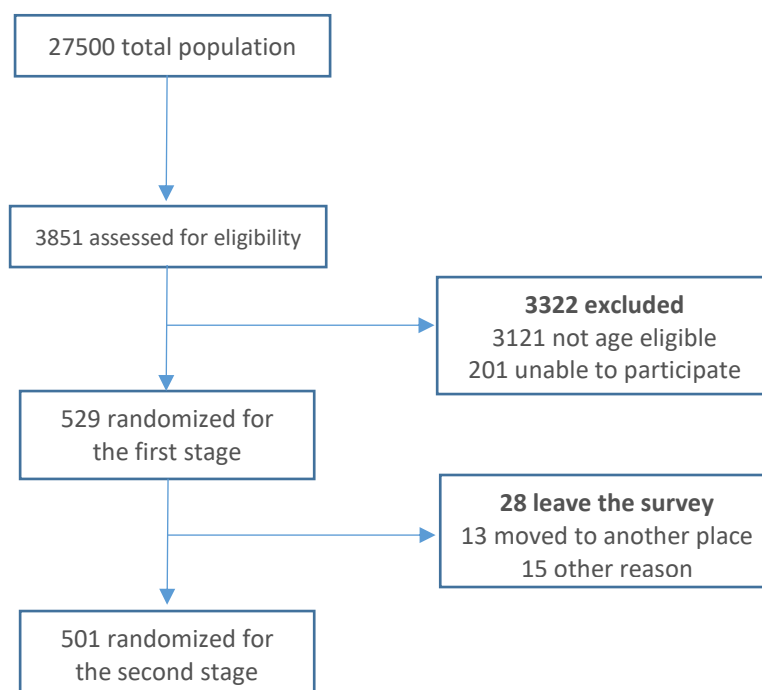 27500 total population
3851 assessed for eligibility
3322 excluded
3121 not age eligible
201 unable to participate
529 randomized for
the first stage
28 leave the survey
13 moved to another place
15 other reason
501 randomized for
the second stage